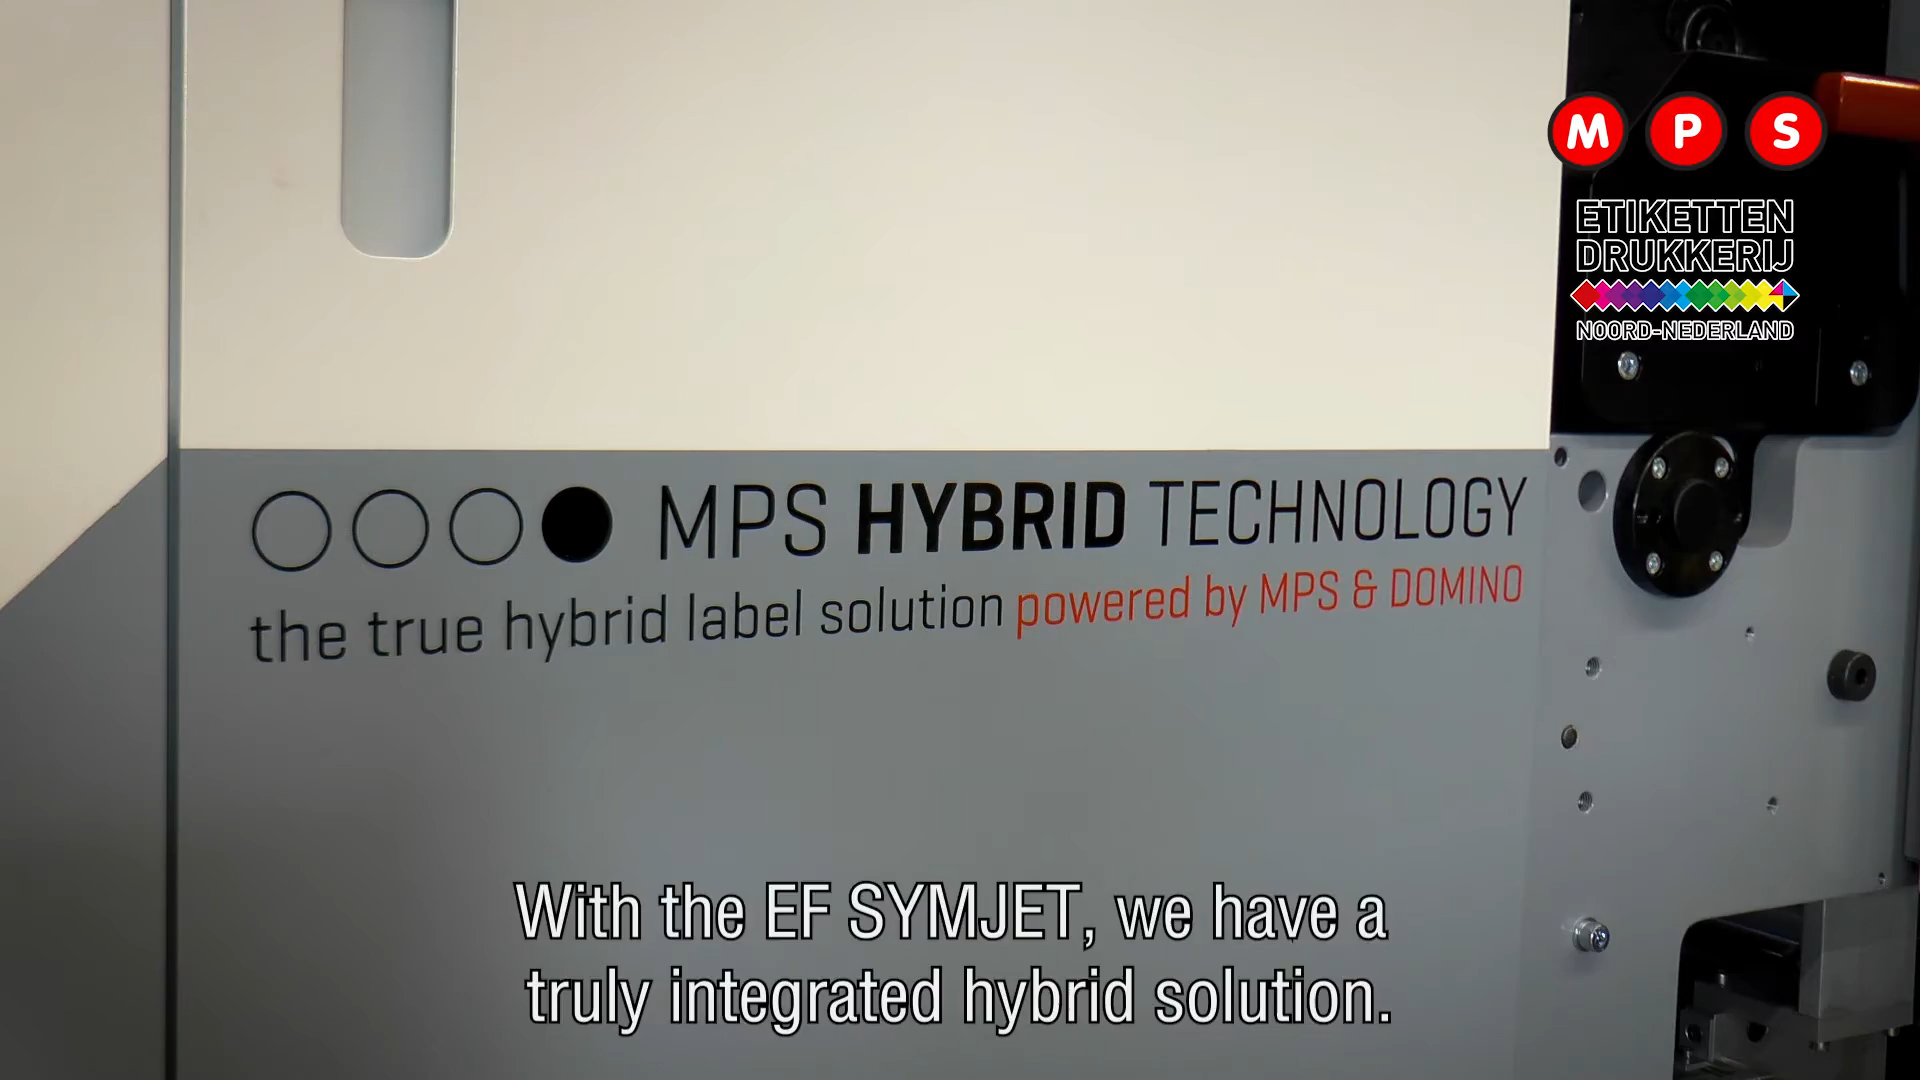 M P S
ETIKETTEN
DRUKKERIJ
NOORD-NEDERLAND
MPS HYBRID TECHNOLOGY
the true hybrid label solution powered by MPS & DOMINO
With the EF SYMJET, we have a
truly integrated hybrid solution.